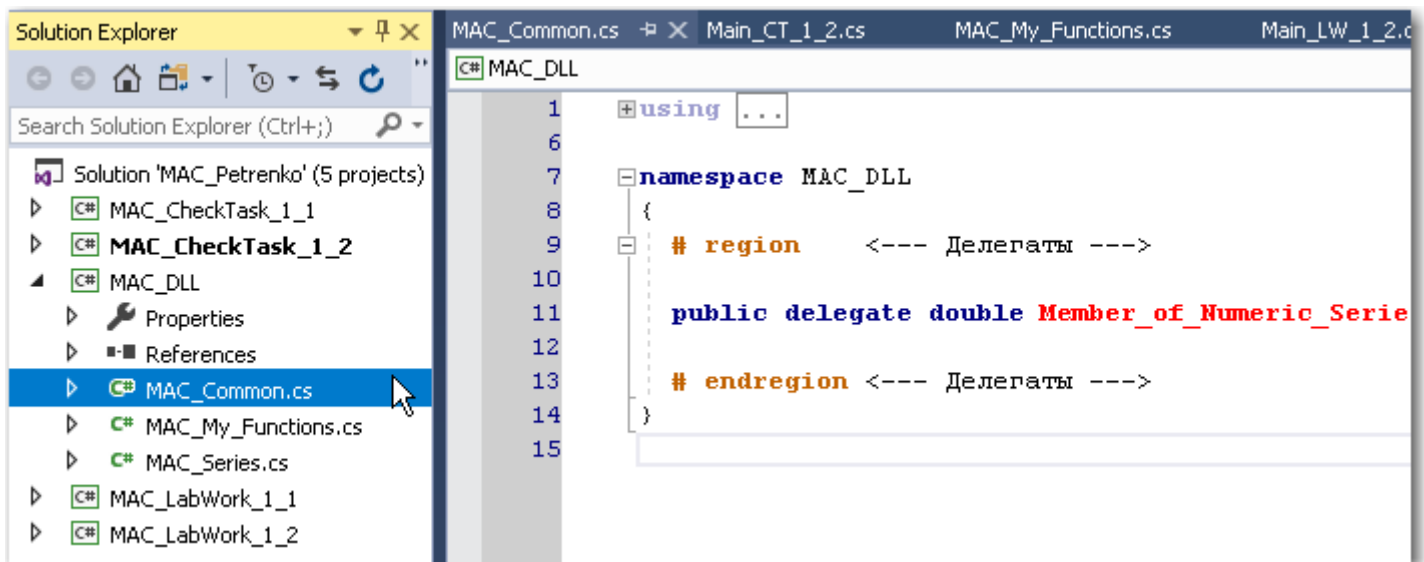 Solution Explorer
Search Solution Explorer (Ctrl+;)
Solution 'MAC_Petrenko' (5 projects)
C# MAC_CheckTask_1_1
C# MAC_CheckTask_1_2
C# MAC_DLL
Properties
References
C# MAC_Common.cs
C# MAC_My_Functions.cs
C# MAC_Series.cs
C# MAC_LabWork_1_1
C# MAC_LabWork_1_2
MAC_Common.cs Main_CT_1_2.cs MAC_My_Functions.cs Main_LW_1_2.c
C# MAC_DLL
1 using ...
6
7 namespace MAC_DLL
8 {
9 # region <--- Делегаты --->
10
11 public delegate double Member_of_Numeric_Serie
12
13 # endregion <--- Делегаты --->
14 }
15